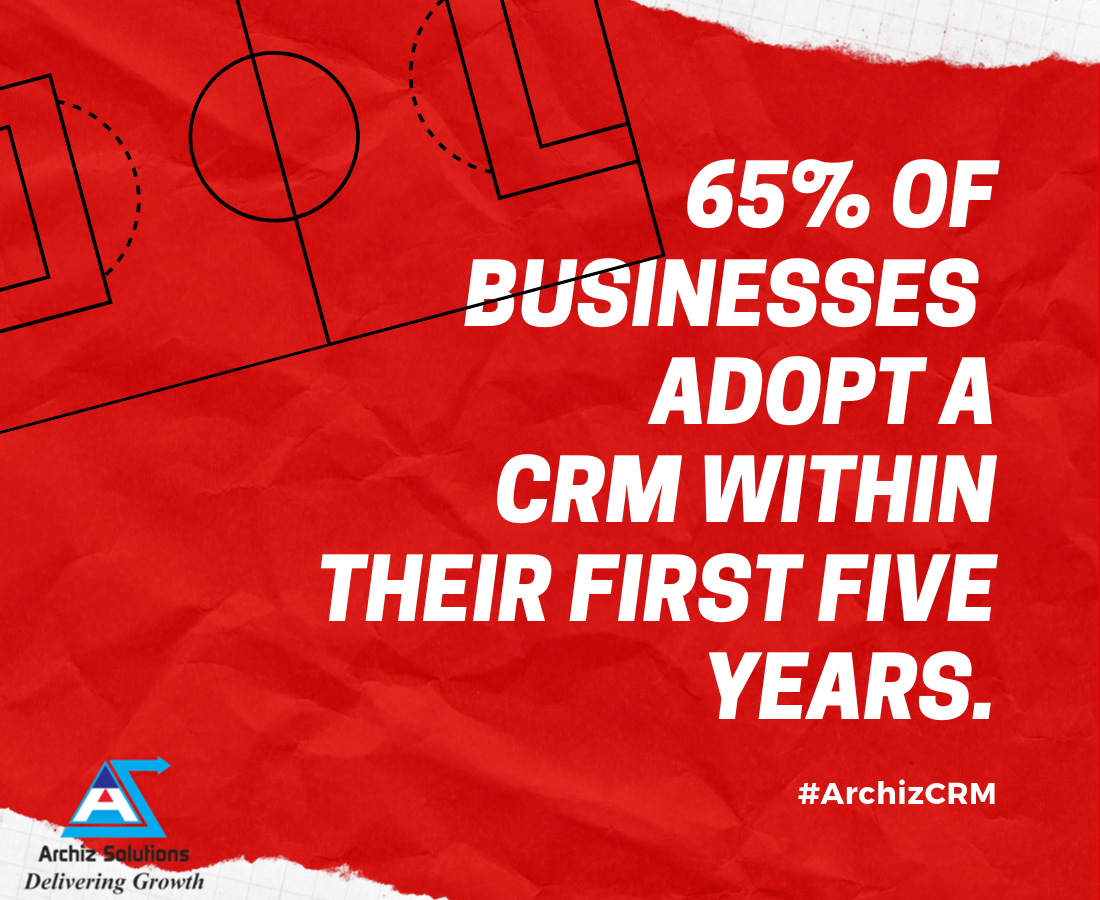 65% OF
BUSINESSES
ADOPT A
CRM WITHIN
THEIR FIRST FIVE
YEARS.
#ArchizCRM
A
Archiz Solutions
Delivering Growth